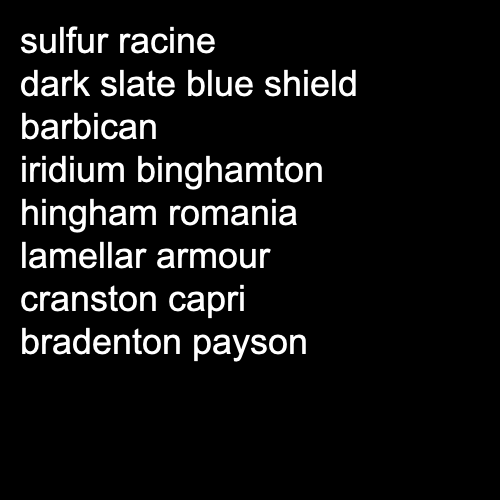 sulfur racine
dark slate blue shield
barbican
iridium binghamton
hingham romania
lamellar armour
cranston capri
bradenton payson